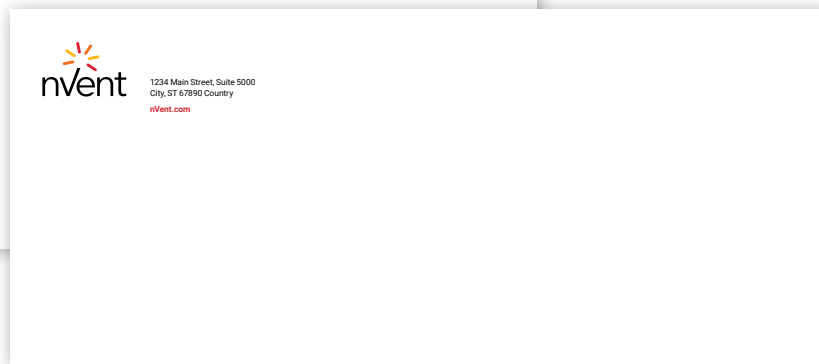 nVent
1234 Main Street, Suite 5000
City, ST 67890 Country
nVent.com